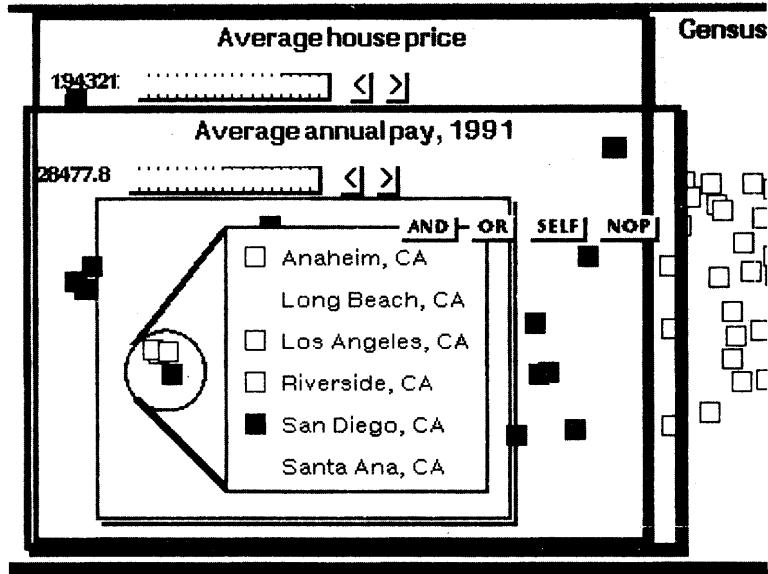 Average house price
Census
194321
< >
Average annual pay, 1991
28477.8
< >
AND OR SELF NOP
Anaheim, CA
Long Beach, CA
Los Angeles, CA
Riverside, CA
San Diego, CA
Santa Ana, CA